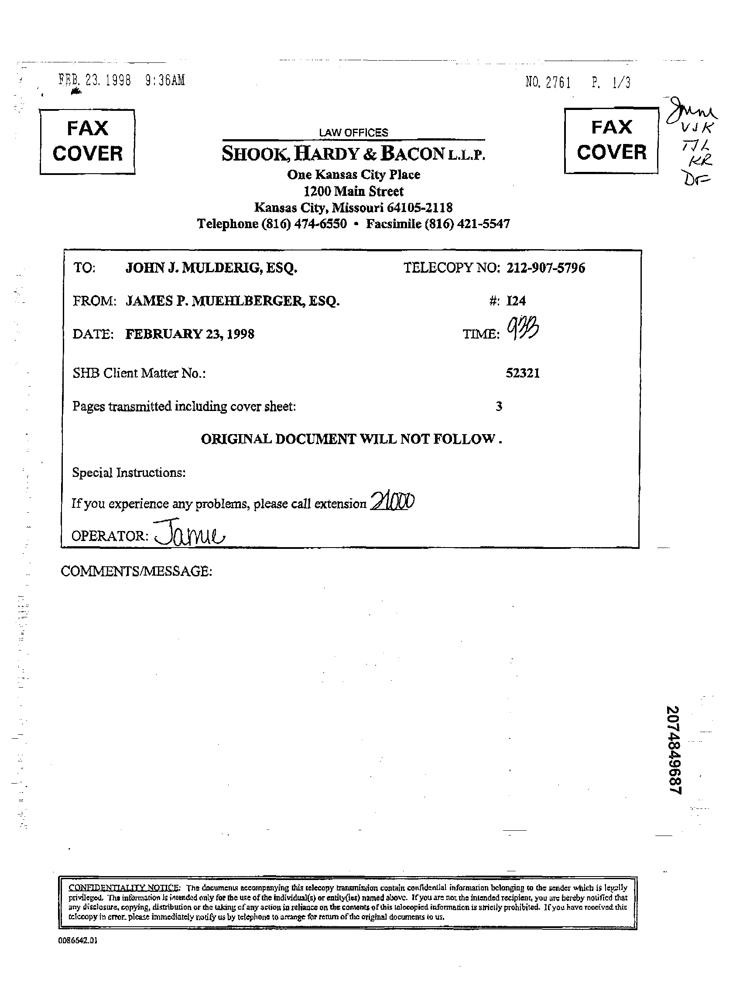 FEB. 23. 1998 9:36AM NO. 2761 P. 1/3
FAX
COVER
LAW OFFICES
SHOOK, HARDY & BACON L.L.P.
One Kansas City Place
1200 Main Street
Kansas City, Missouri 64105-2118
Telephone (816) 474-6550 • Facsimile (816) 421-5547
FAX
COVER
VJK
TJL
KR
DF
TO: JOHN J. MULDERIG, ESQ. TELECOPY NO: 212-907-5796
FROM: JAMES P. MUEHLBERGER, ESQ. #: I24
DATE: FEBRUARY 23, 1998 TIME: 933
SHB Client Matter No.: 52321
Pages transmitted including cover sheet: 3
ORIGINAL DOCUMENT WILL NOT FOLLOW .
Special Instructions:
If you experience any problems, please call extension 21000
OPERATOR: Jamie
COMMENTS/MESSAGE:
2074849687
CONFIDENTIALITY NOTICE: The documents accompanying this telecopy transmission contain confidential information belonging to the sender which is legally
privileged. The information is intended only for the use of the individual(s) or entity(ies) named above. If you are not the intended recipient, you are hereby notified that
any disclosure, copying, distribution or the taking of any action in reliance on the contents of this telecopied information is strictly prohibited. If you have received this
telecopy in error, please immediately notify us by telephone to arrange for return of the original documents to us.
0086642.01